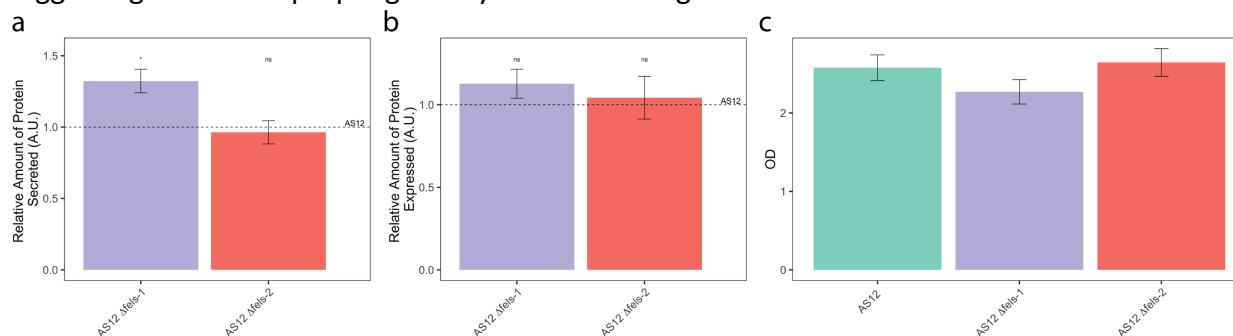 a
b
c
Relative Amount of Protein
Secreted (A.U.)
1.5
1.0
0.5
0.0
*
ns
AS12
AS12 Δfels-1
AS12 Δfels-2
Relative Amount of Protein
Expressed (A.U.)
1.0
0.5
0.0
ns
ns
AS12
AS12 Δfels-1
AS12 Δfels-2
OD
2
1
0
AS12
AS12 Δfels-1
AS12 Δfels-2